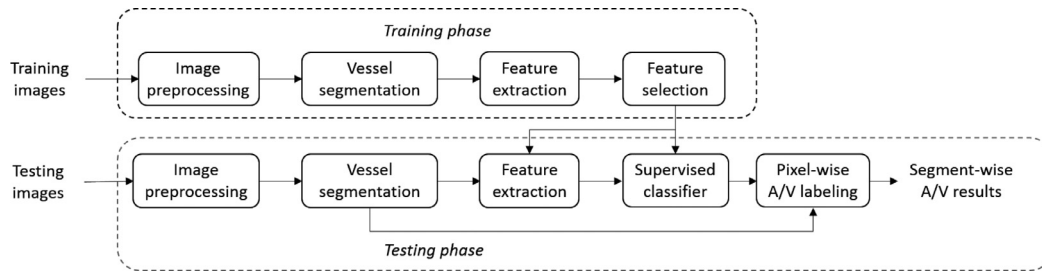 Training phase
Training
images
Image
preprocessing
Vessel
segmentation
Feature
extraction
Feature
selection
Testing
images
Image
preprocessing
Vessel
segmentation
Feature
extraction
Supervised
classifier
Pixel-wise
A/V labeling
Segment-wise
A/V results
Testing phase